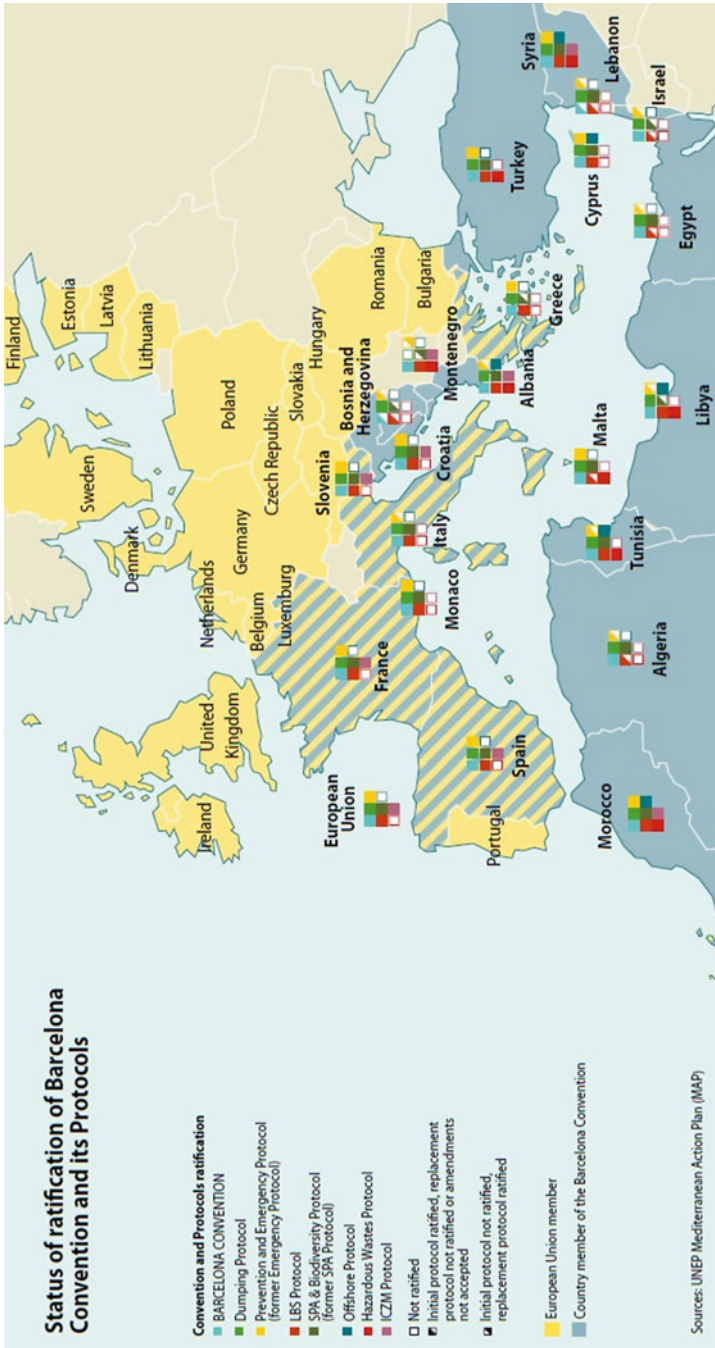 Status of ratification of Barcelona
Convention and its Protocols
Convention and Protocols ratification
BARCELONA CONVENTION
Dumping Protocol
Prevention and Emergency Protocol
(former Emergency Protocol)
LBS Protocol
SPA & Biodiversity Protocol
(former SPA Protocol)
Offshore Protocol
Hazardous Wastes Protocol
ICZM Protocol
Not ratified
Initial protocol ratified, replacement
protocol not ratified or amendments
not accepted
Initial protocol not ratified,
replacement protocol ratified
European Union member
Country member of the Barcelona Convention
Sources: UNEP Mediterranean Action Plan (MAP)
Finland
Sweden
Estonia
Latvia
Lithuania
Denmark
Ireland
United
Kingdom
Netherlands
Belgium
Luxemburg
Germany
Poland
Czech Republic
Slovakia
Hungary
Romania
Bulgaria
European
Union
France
Slovenia
Bosnia and
Herzegovina
Montenegro
Croatia
Italy
Monaco
Albania
Greece
Turkey
Syria
Lebanon
Israel
Cyprus
Egypt
Portugal
Spain
Malta
Morocco
Algeria
Tunisia
Libya